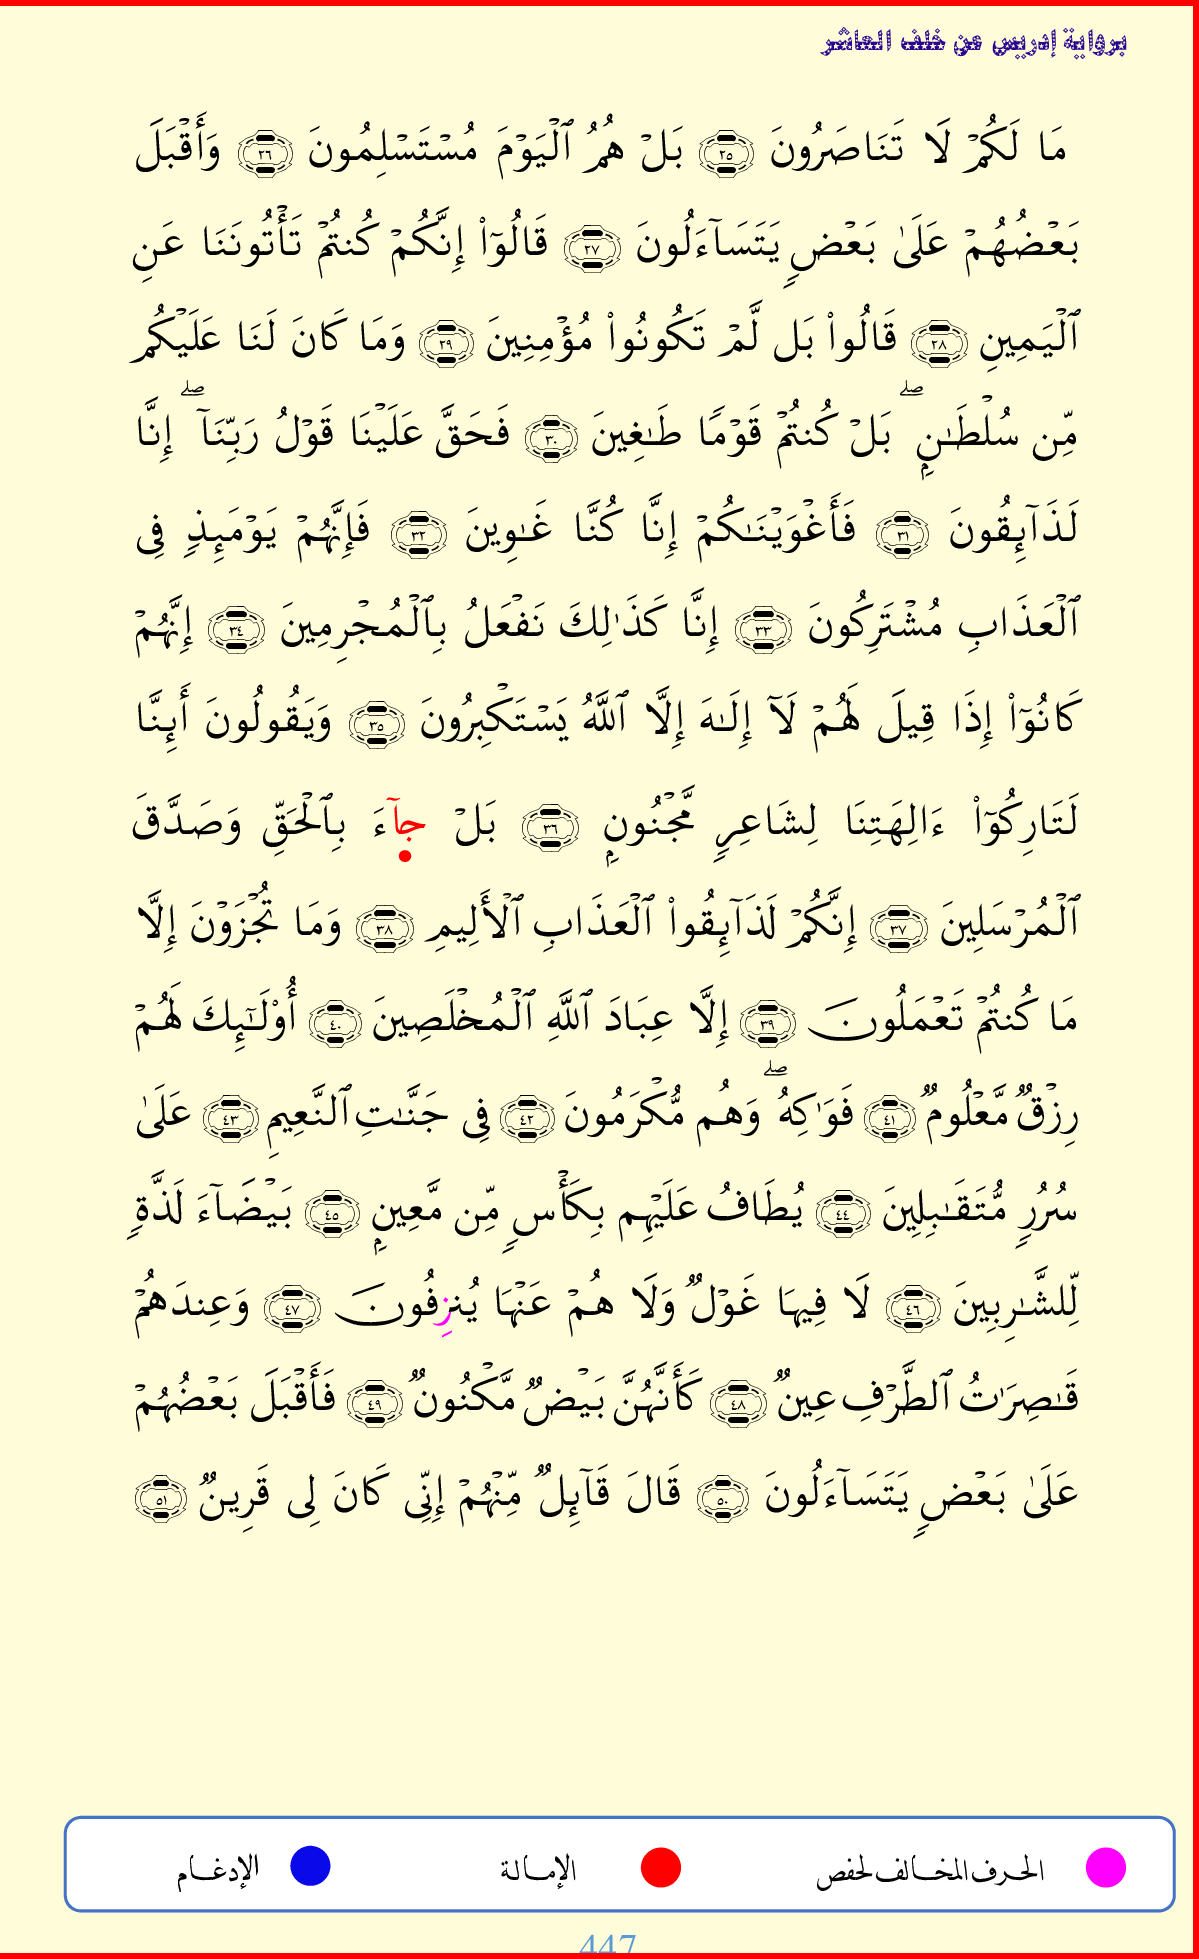 برواية إدريس عن خلف العاشر
مَا لَكُمۡ لَا تَنَاصَرُونَ ٢٥ بَلۡ هُمُ ٱلۡيَوۡمَ مُسۡتَسۡلِمُونَ ٢٦ وَأَقۡبَلَ
بَعۡضُهُمۡ عَلَىٰ بَعۡضٖ يَتَسَآءَلُونَ ٢٧ قَالُوٓاْ إِنَّكُمۡ كُنتُمۡ تَأۡتُونَنَا عَنِ
ٱلۡيَمِينِ ٢٨ قَالُواْ بَل لَّمۡ تَكُونُواْ مُؤۡمِنِينَ ٢٩ وَمَا كَانَ لَنَا عَلَيۡكُم
مِّن سُلۡطَٰنِۭۖ بَلۡ كُنتُمۡ قَوۡمٗا طَٰغِينَ ٣٠ فَحَقَّ عَلَيۡنَا قَوۡلُ رَبِّنَآۖ إِنَّا
لَذَآئِقُونَ ٣١ فَأَغۡوَيۡنَٰكُمۡ إِنَّا كُنَّا غَٰوِينَ ٣٢ فَإِنَّهُمۡ يَوۡمَئِذٖ فِي
ٱلۡعَذَابِ مُشۡتَرِكُونَ ٣٣ إِنَّا كَذَٰلِكَ نَفۡعَلُ بِٱلۡمُجۡرِمِينَ ٣٤ إِنَّهُمۡ
كَانُوٓاْ إِذَا قِيلَ لَهُمۡ لَآ إِلَٰهَ إِلَّا ٱللَّهُ يَسۡتَكۡبِرُونَ ٣٥ وَيَقُولُونَ أَئِنَّا
لَتَارِكُوٓاْ ءَالِهَتِنَا لِشَاعِرٖ مَّجۡنُونِۭ ٣٦ بَلۡ جَآءَ بِٱلۡحَقِّ وَصَدَّقَ
ٱلۡمُرۡسَلِينَ ٣٧ إِنَّكُمۡ لَذَآئِقُواْ ٱلۡعَذَابِ ٱلۡأَلِيمِ ٣٨ وَمَا تُجۡزَوۡنَ إِلَّا
مَا كُنتُمۡ تَعۡمَلُونَ ٣٩ إِلَّا عِبَادَ ٱللَّهِ ٱلۡمُخۡلَصِينَ ٤٠ أُوْلَٰٓئِكَ لَهُمۡ
رِزۡقٞ مَّعۡلُومٞ ٤١ فَوَٰكِهُۖ وَهُم مُّكۡرَمُونَ ٤٢ فِي جَنَّٰتِ ٱلنَّعِيمِ ٤٣ عَلَىٰ
سُرُرٖ مُّتَقَٰبِلِينَ ٤٤ يُطَافُ عَلَيۡهِم بِكَأۡسٖ مِّن مَّعِينِۭ ٤٥ بَيۡضَآءَ لَذَّةٖ
لِّلشَّٰرِبِينَ ٤٦ لَا فِيهَا غَوۡلٞ وَلَا هُمۡ عَنۡهَا يُنزِفُونَ ٤٧ وَعِندَهُمۡ
قَٰصِرَٰتُ ٱلطَّرۡفِ عِينٞ ٤٨ كَأَنَّهُنَّ بَيۡضٞ مَّكۡنُونٞ ٤٩ فَأَقۡبَلَ بَعۡضُهُمۡ
عَلَىٰ بَعۡضٖ يَتَسَآءَلُونَ ٥٠ قَالَ قَآئِلٞ مِّنۡهُمۡ إِنِّي كَانَ لِي قَرِينٞ ٥١
الحرف المخالف لحفص الإمالة الإدغام
447